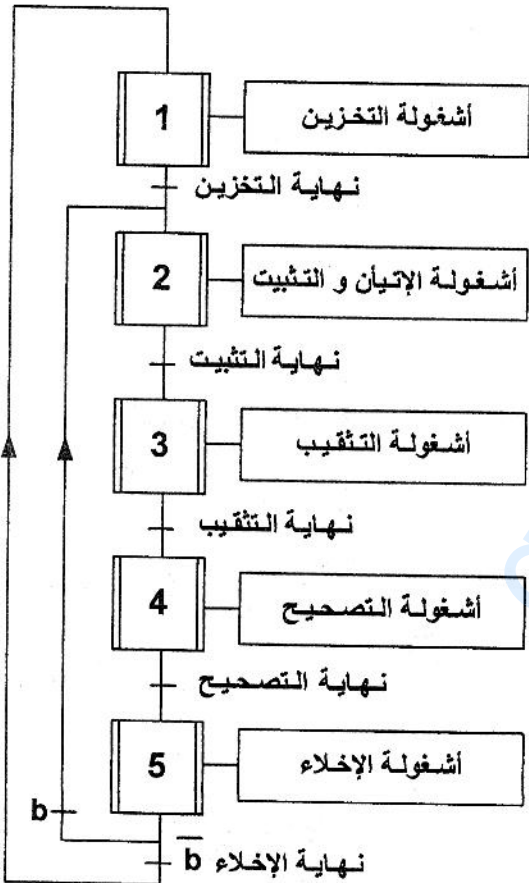 1
أشغولة التخزين
نهاية التخزين
2
أشغولة الإتيأن و التثبيت
نهاية التثبيت
3
أشغولة التثقيب
نهاية التثقيب
4
أشغولة التصحيح
نهاية التصحيح
5
أشغولة الإخلاء
b
b̅ نهاية الإخلاء